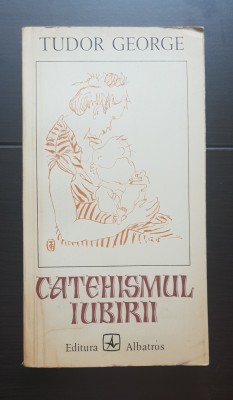 TUDOR GEORGE
CATEHISMUL
IUBIRII
Editura Albatros